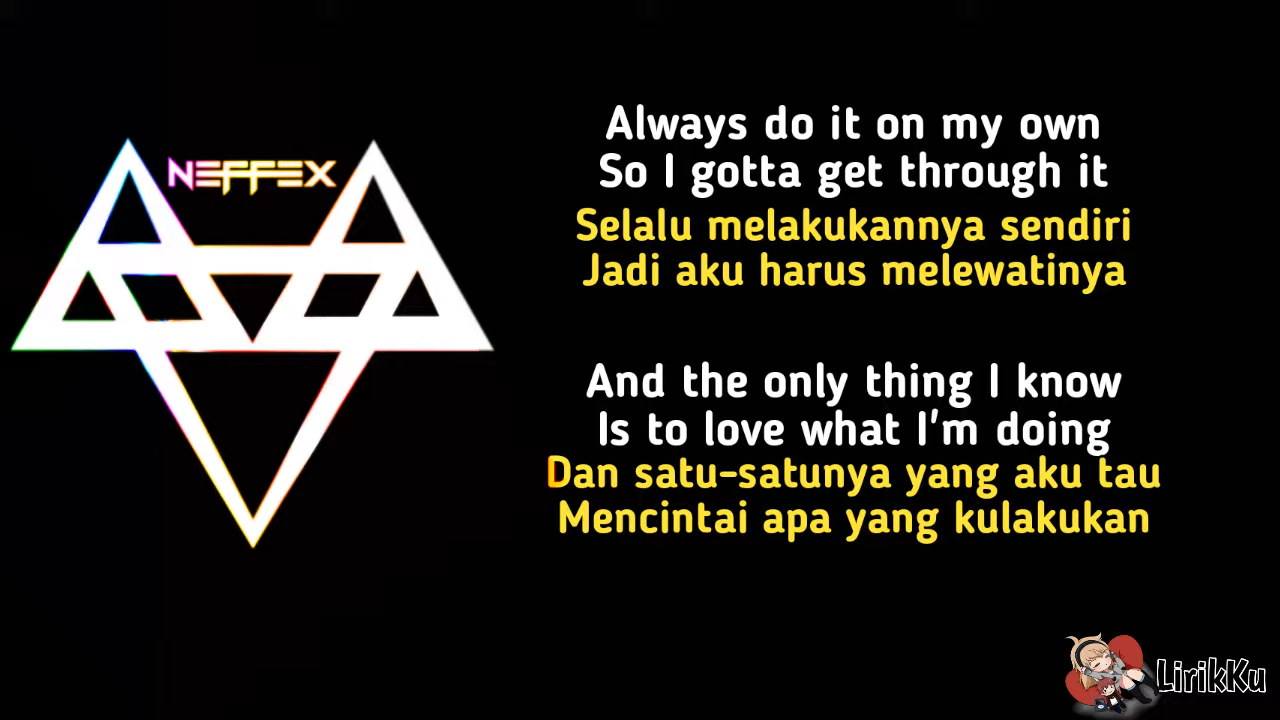 NEFFEX
Always do it on my own
So I gotta get through it
Selalu melakukannya sendiri
Jadi aku harus melewatinya
And the only thing I know
Is to love what I'm doing
Dan satu-satunya yang aku tau
Mencintai apa yang kulakukan
LirikKu